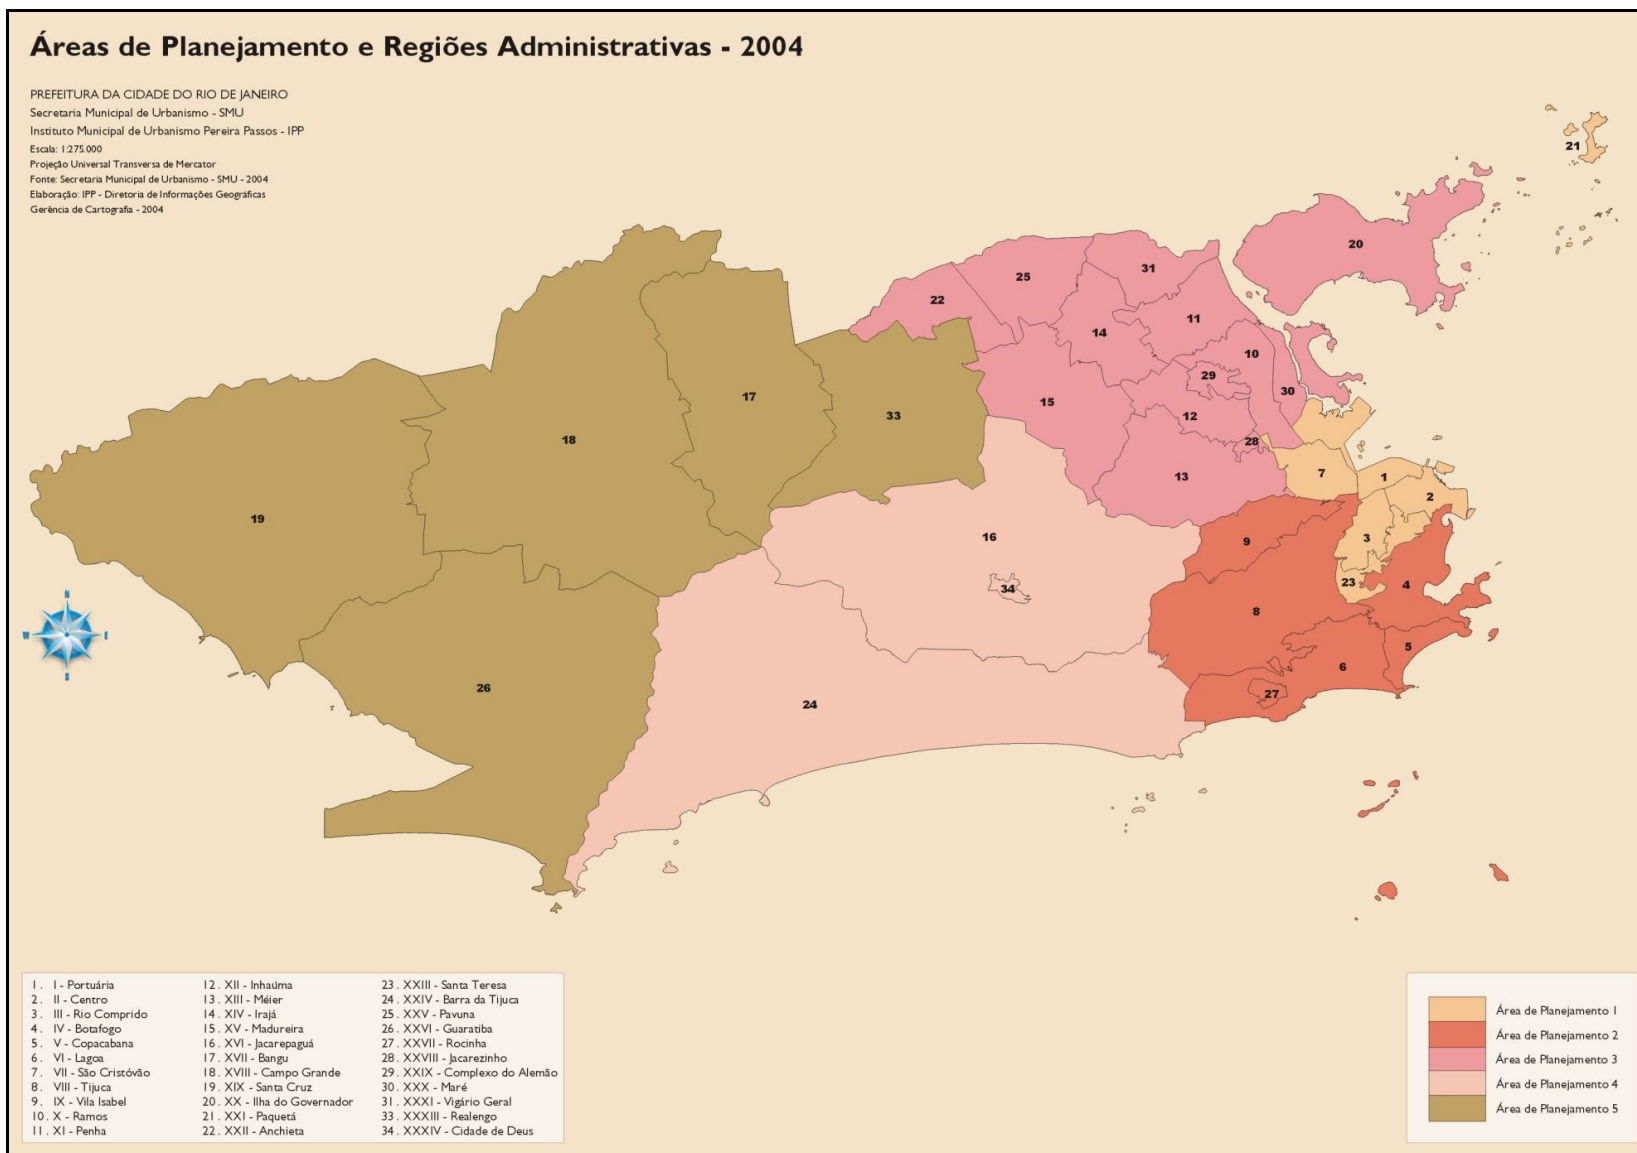 Áreas de Planejamento e Regiões Administrativas - 2004
PREFEITURA DA CIDADE DO RIO DE JANEIRO
Secretaria Municipal de Urbanismo - SMU
Instituto Municipal de Urbanismo Pereira Passos - IPP
Escala: 1:275.000
Projeção Universal Transversa de Mercator
Fonte: Secretaria Municipal de Urbanismo - SMU - 2004
Elaboração: IPP - Diretoria de Informações Geográficas
Gerência de Cartografia - 2004
21
20
31
25
22
11
14
10
29
30
15
17
33
12
18
28
13
7
1
2
19
16
9
3
23
4
34
8
5
6
26
27
24
N
W E
S
1. I - Portuária
2. II - Centro
3. III - Rio Comprido
4. IV - Botafogo
5. V - Copacabana
6. VI - Lagoa
7. VII - São Cristóvão
8. VIII - Tijuca
9. IX - Vila Isabel
10. X - Ramos
11. XI - Penha
12. XII - Inhaúma
13. XIII - Méier
14. XIV - Irajá
15. XV - Madureira
16. XVI - Jacarepaguá
17. XVII - Bangu
18. XVIII - Campo Grande
19. XIX - Santa Cruz
20. XX - Ilha do Governador
21. XXI - Paquetá
22. XXII - Anchieta
23. XXIII - Santa Teresa
24. XXIV - Barra da Tijuca
25. XXV - Pavuna
26. XXVI - Guaratiba
27. XXVII - Rocinha
28. XXVIII - Jacarezinho
29. XXIX - Complexo do Alemão
30. XXX - Maré
31. XXXI - Vigário Geral
33. XXXIII - Realengo
34. XXXIV - Cidade de Deus
Área de Planejamento 1
Área de Planejamento 2
Área de Planejamento 3
Área de Planejamento 4
Área de Planejamento 5